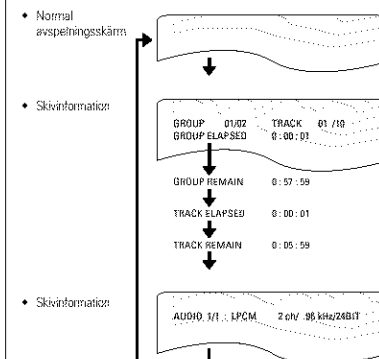 ♦ Normal
avspelningsskärm
♦ Skivinformation
GROUP 01/02 TRACK 01 /10
GROUP ELAPSED 0:00:01
GROUP REMAIN 0:57:59
TRACK ELAPSED 0:00:01
TRACK REMAIN 0:05:59
♦ Skivinformation
AUDIO 1/1 : LPCM 2 ch/ 96 kHz/24BIT